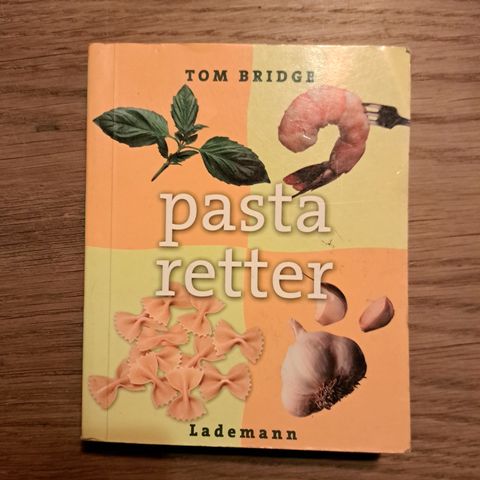 TOM BRIDGE
pasta
retter
Lademann